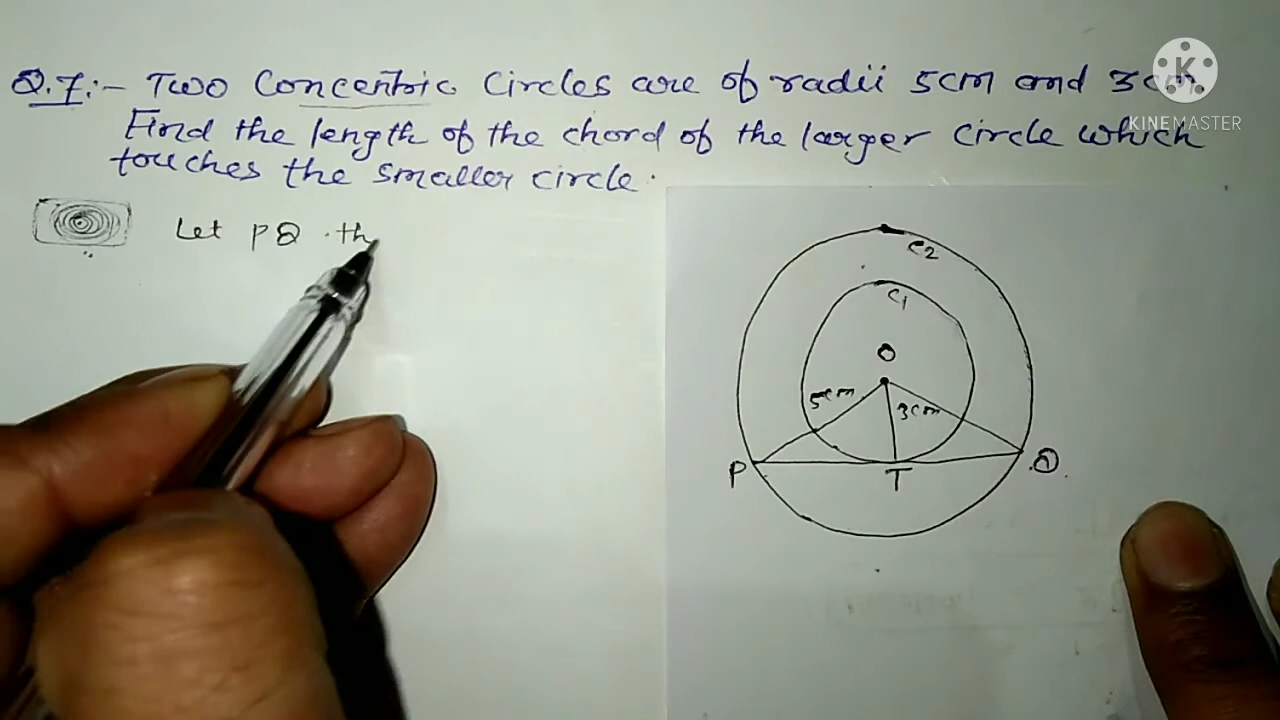 Q.7:- Two Concentric Circles are of radii 5cm and 3cm.
Find the length of the chord of the larger circle which
touches the smaller circle.
Let PQ th
K
KINEMASTER
C2
C1
O
5cm
3cm
P
T
Q.